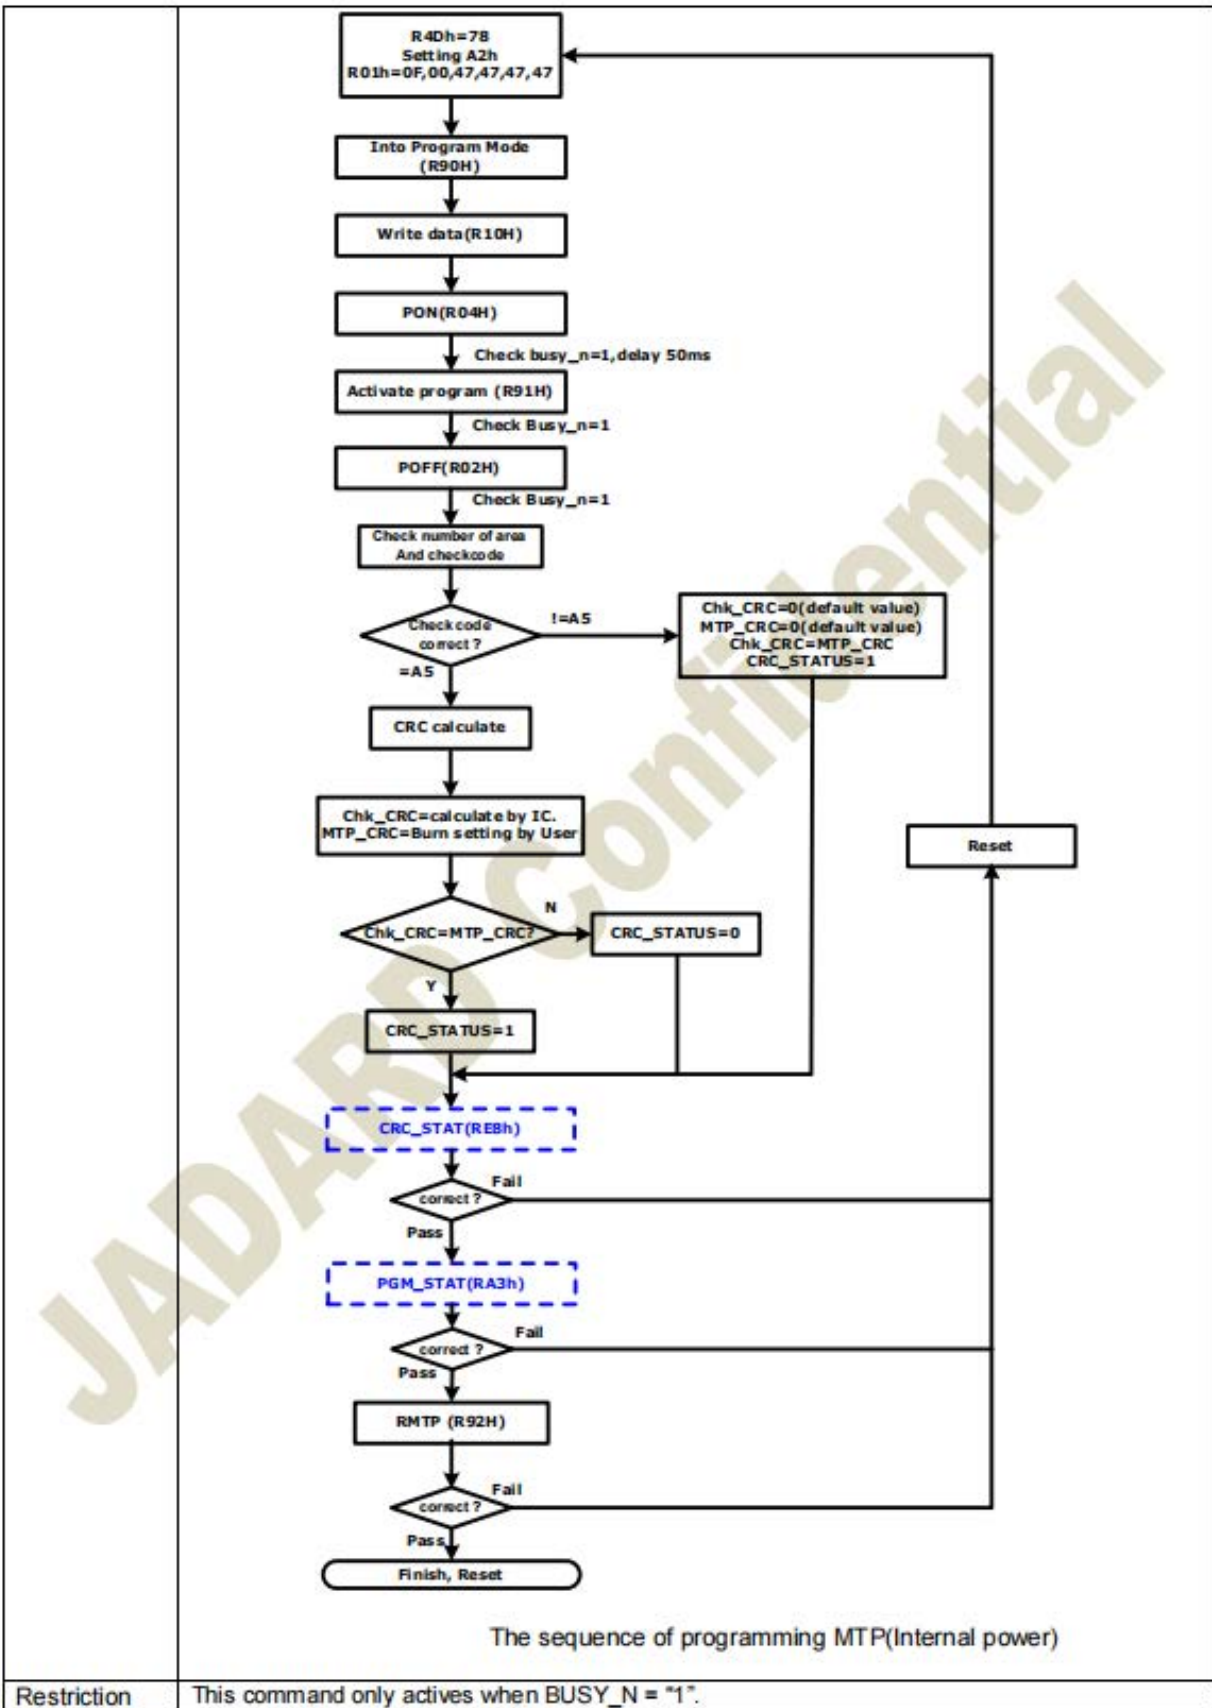 R4Dh=78
Setting A2h
R01h=0F,00,47,47,47,47
Into Program Mode
(R90H)
Write data(R10H)
PON(R04H)
Check busy_n=1,delay 50ms
Activate program (R91H)
Check Busy_n=1
POFF(R02H)
Check Busy_n=1
Check number of area
And checkcode
Check code
correct ?
!=A5
=A5
Chk_CRC=0(default value)
MTP_CRC=0(default value)
Chk_CRC=MTP_CRC
CRC_STATUS=1
CRC calculate
Chk_CRC=calculate by IC.
MTP_CRC=Burn setting by User
Reset
Chk_CRC=MTP_CRC?
N
CRC_STATUS=0
Y
CRC_STATUS=1
CRC_STAT(RE8h)
correct ?
Fail
Pass
PGM_STAT(RA3h)
correct ?
Fail
Pass
RMTP (R92H)
correct ?
Fail
Pass
Finish, Reset
JADARD Confidential
The sequence of programming MTP(Internal power)
Restriction This command only actives when BUSY_N = "1".